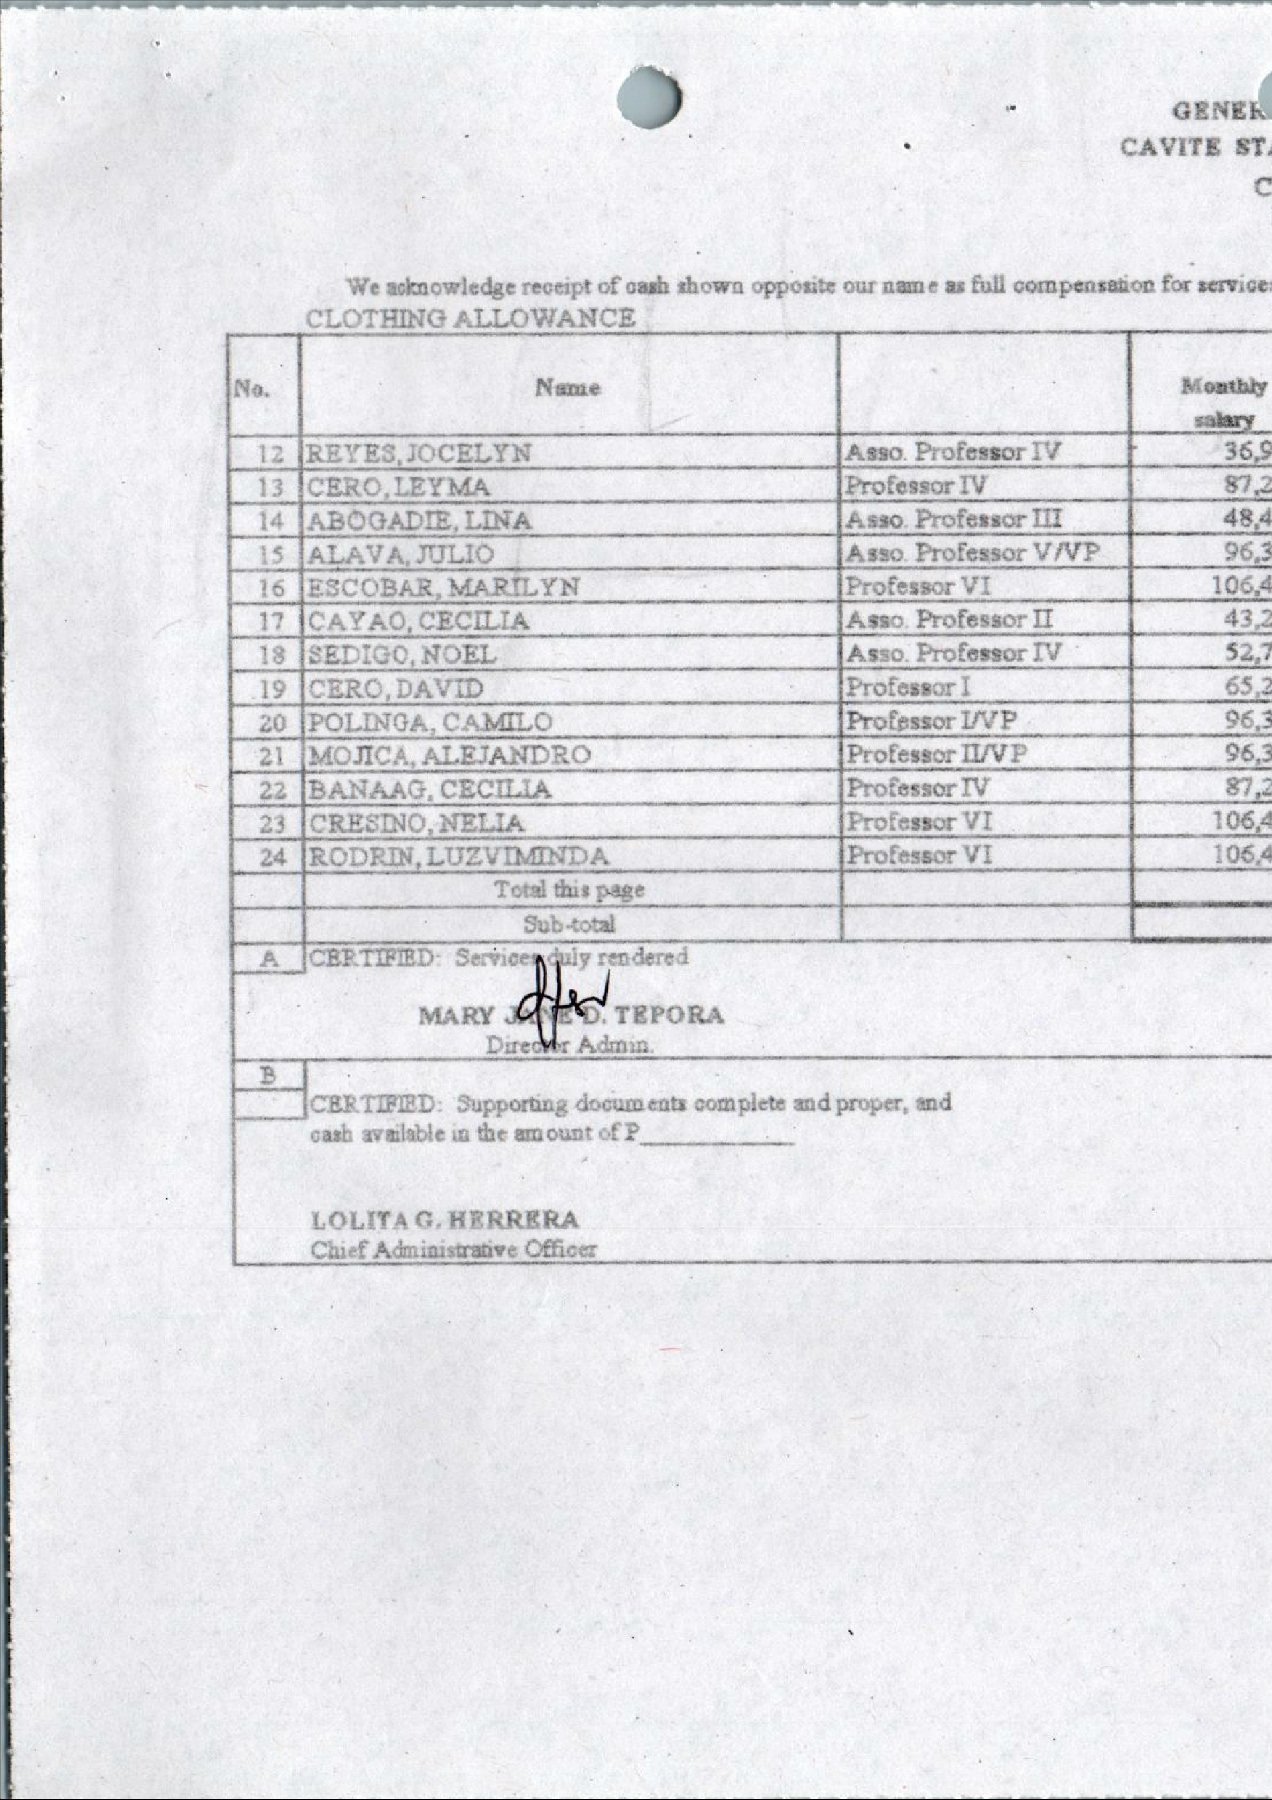 GENER
CAVITE STA
C
We acknowledge receipt of cash shown opposite our name as full compensation for services
CLOTHING ALLOWANCE
No. Name Monthly salary
12 REYES, JOCELYN Asso. Professor IV 36,9
13 CERO, LEYMA Professor IV 87,2
14 ABOGADIE, LINA Asso. Professor III 48,4
15 ALAVA, JULIO Asso. Professor V/VP 96,3
16 ESCOBAR, MARILYN Professor VI 106,4
17 CAYAO, CECILIA Asso. Professor II 43,2
18 SEDIGO, NOEL Asso. Professor IV 52,7
19 CERO, DAVID Professor I 65,2
20 POLINGA, CAMILO Professor I/VP 96,3
21 MOJICA, ALEJANDRO Professor II/VP 96,3
22 BANAAG, CECILIA Professor IV 87,2
23 CRESINO, NELIA Professor VI 106,4
24 RODRIN, LUZVIMINDA Professor VI 106,4
Total this page
Sub-total
A CERTIFIED: Services duly rendered
MARY JANE D. TEPORA
Director Admin.
B
CERTIFIED: Supporting documents complete and proper, and
cash available in the amount of P____________
LOLITA G. HERRERA
Chief Administrative Officer